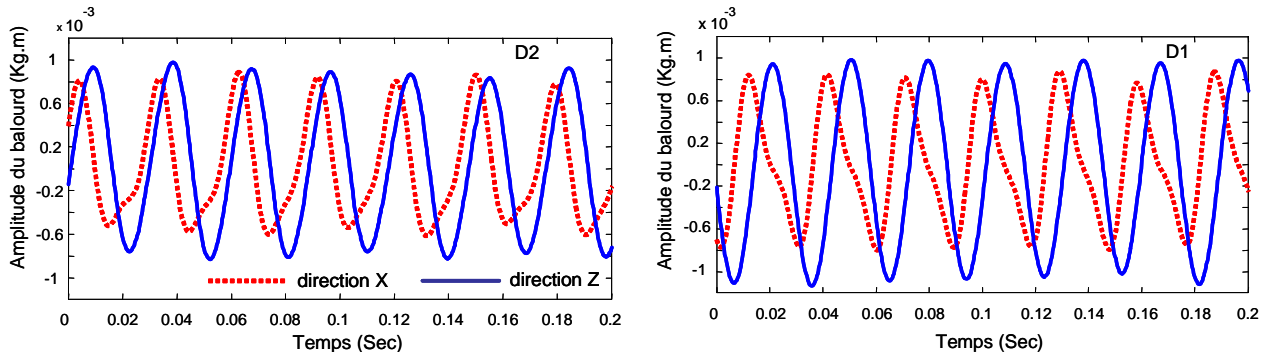 x 10-3
Amplitude du balourd (Kg.m)
1
0.6
0.2
-0.2
-0.6
-1
D2
direction X
direction Z
0 0.02 0.04 0.06 0.08 0.1 0.12 0.14 0.16 0.18 0.2
Temps (Sec)
x 10-3
Amplitude du balourd (Kg.m)
1
0.6
0.2
-0.2
-0.6
-1
D1
0 0.02 0.04 0.06 0.08 0.1 0.12 0.14 0.16 0.18 0.2
Temps (Sec)